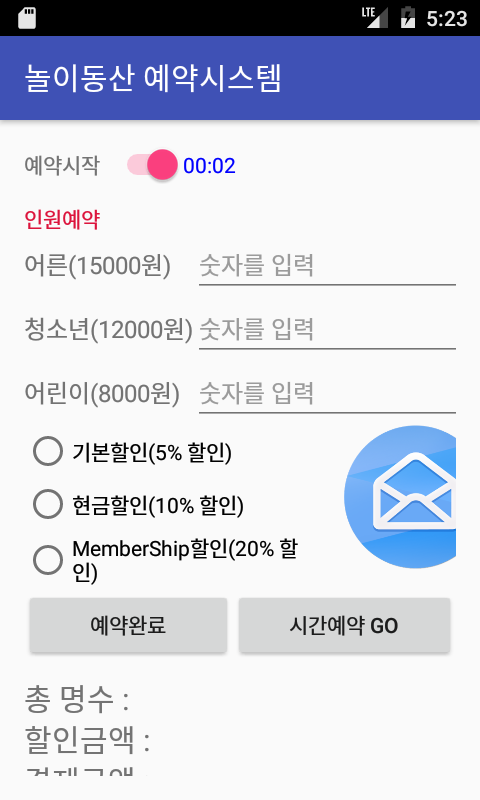 LTE 5:23
놀이동산 예약시스템
예약시작 00:02
인원예약
어른(15000원) 숫자를 입력
청소년(12000원) 숫자를 입력
어린이(8000원) 숫자를 입력
기본할인(5% 할인)
현금할인(10% 할인)
MemberShip할인(20% 할
인)
예약완료 시간예약 GO
총 명수 :
할인금액 :